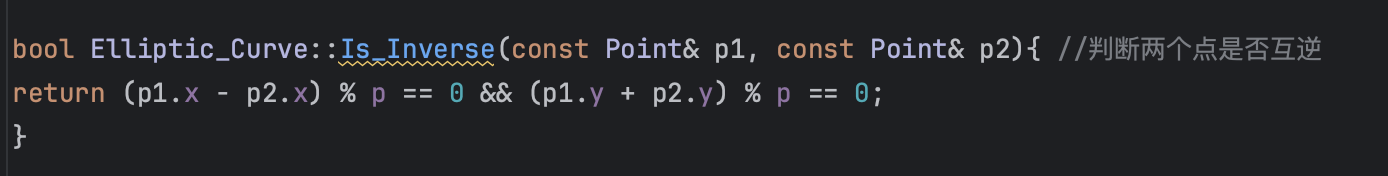 bool Elliptic_Curve::Is_Inverse(const Point& p1, const Point& p2){ //判断两个点是否互逆
return (p1.x - p2.x) % p == 0 && (p1.y + p2.y) % p == 0;
}